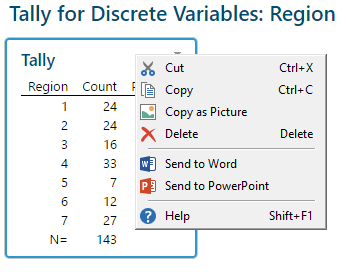 Tally for Discrete Variables: Region
Tally
Region Count
1 24
2 24
3 16
4 33
5 7
6 12
7 27
N= 143
Cut Ctrl+X
Copy Ctrl+C
Copy as Picture
Delete Delete
Send to Word
Send to PowerPoint
Help Shift+F1